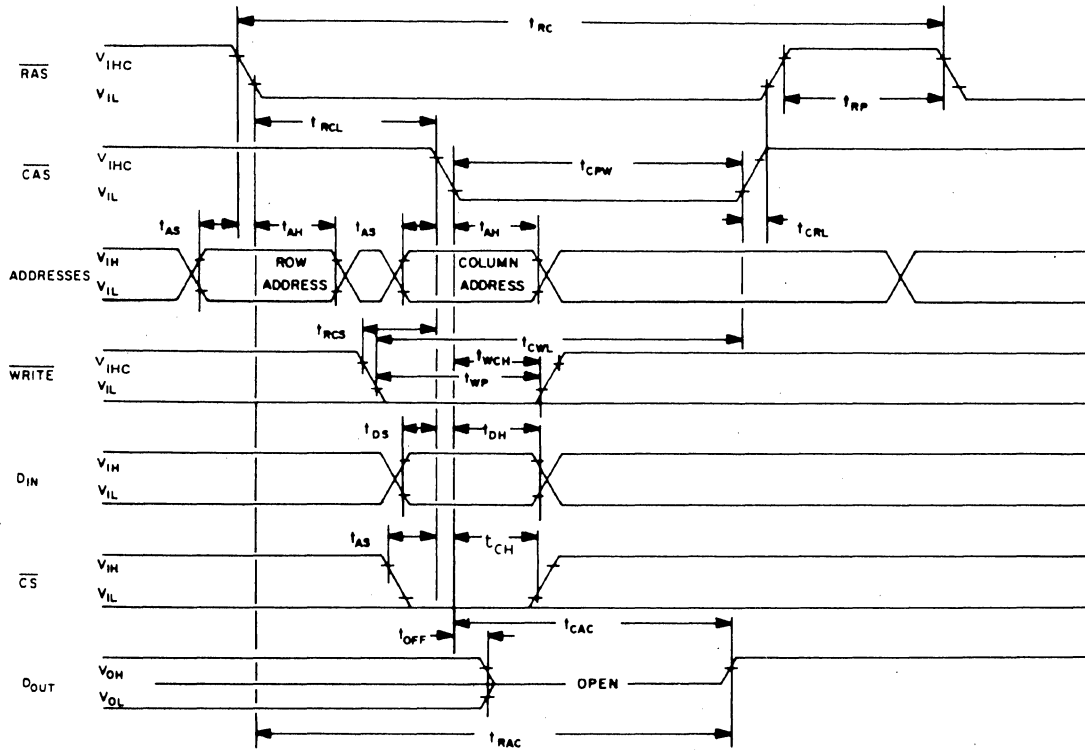 tRC
RAS
VIHC
VIL
tRP
tRCL
CAS
VIHC
VIL
tCPW
tCRL
tAS
tAH
tAS
tAH
ADDRESSES
VIH
VIL
ROW
ADDRESS
COLUMN
ADDRESS
tRCS
tCWL
WRITE
VIHC
VIL
tWCH
tWP
tDS
tDH
DIN
VIH
VIL
tAS
tCH
CS
VIH
VIL
tOFF
tCAC
DOUT
VOH
VOL
OPEN
tRAC